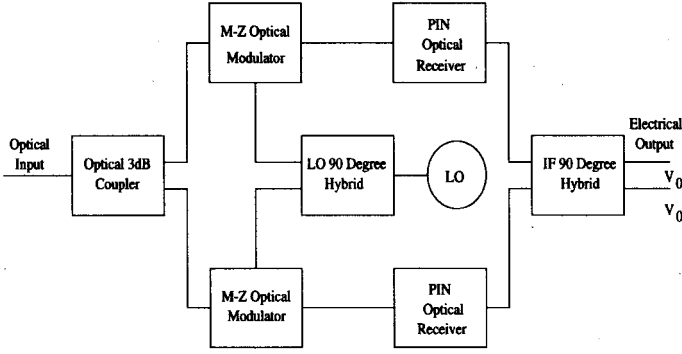 M-Z Optical
Modulator
PIN
Optical
Receiver
Optical
Input
Optical 3dB
Coupler
LO 90 Degree
Hybrid
LO
IF 90 Degree
Hybrid
Electrical
Output
V0
V0
M-Z Optical
Modulator
PIN
Optical
Receiver